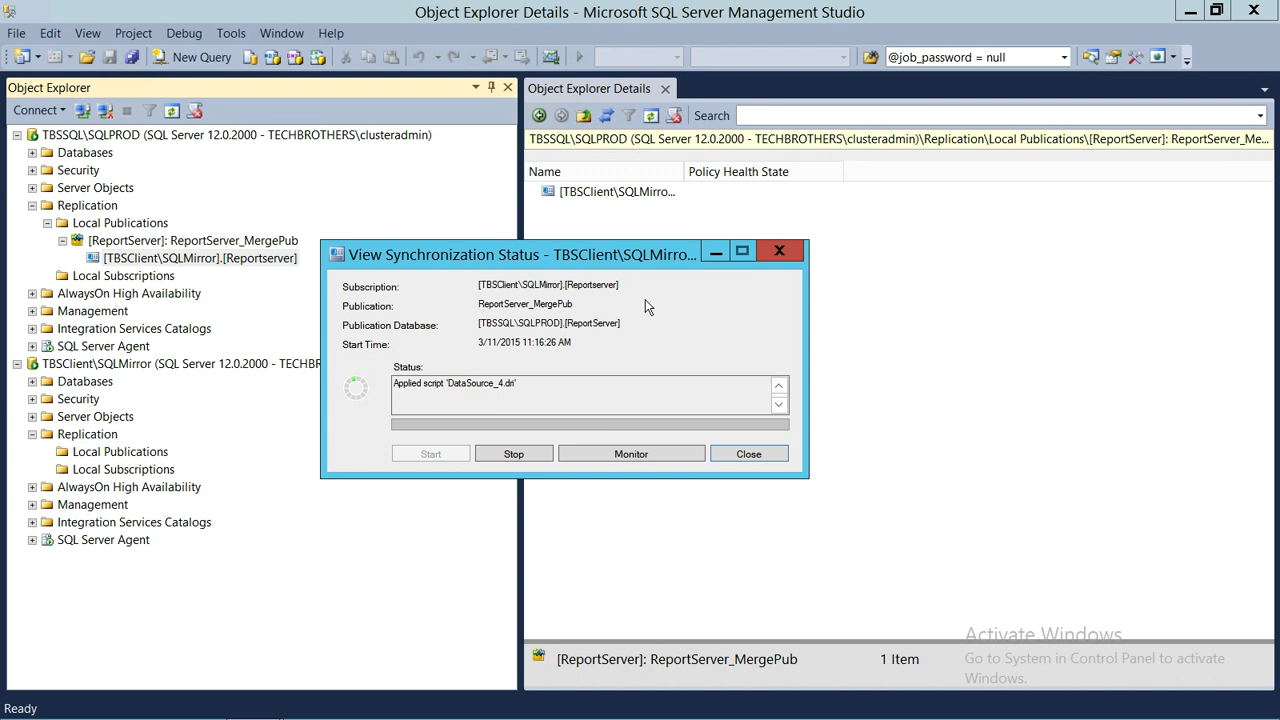 Object Explorer Details - Microsoft SQL Server Management Studio
File Edit View Project Debug Tools Window Help
New Query
@job_password = null
Object Explorer
Connect
TBSSQL\SQLPROD (SQL Server 12.0.2000 - TECHBROTHERS\clusteradmin)
Databases
Security
Server Objects
Replication
Local Publications
[ReportServer]: ReportServer_MergePub
[TBSClient\SQLMirror].[Reportserver]
Local Subscriptions
AlwaysOn High Availability
Management
Integration Services Catalogs
SQL Server Agent
TBSClient\SQLMirror (SQL Server 12.0.2000 - TECHBR
Databases
Security
Server Objects
Replication
Local Publications
Local Subscriptions
AlwaysOn High Availability
Management
Integration Services Catalogs
SQL Server Agent
Object Explorer Details
Search
TBSSQL\SQLPROD (SQL Server 12.0.2000 - TECHBROTHERS\clusteradmin)\Replication\Local Publications\[ReportServer]: ReportServer_Me...
Name Policy Health State
[TBSClient\SQLMirro...
View Synchronization Status - TBSClient\SQLMirro...
Subscription: [TBSClient\SQLMirror].[Reportserver]
Publication: ReportServer_MergePub
Publication Database: [TBSSQL\SQLPROD].[ReportServer]
Start Time: 3/11/2015 11:16:26 AM
Status:
Applied script 'DataSource_4.dri'
Start Stop Monitor Close
[ReportServer]: ReportServer_MergePub 1 Item
Activate Windows
Go to System in Control Panel to activate
Windows.
Ready